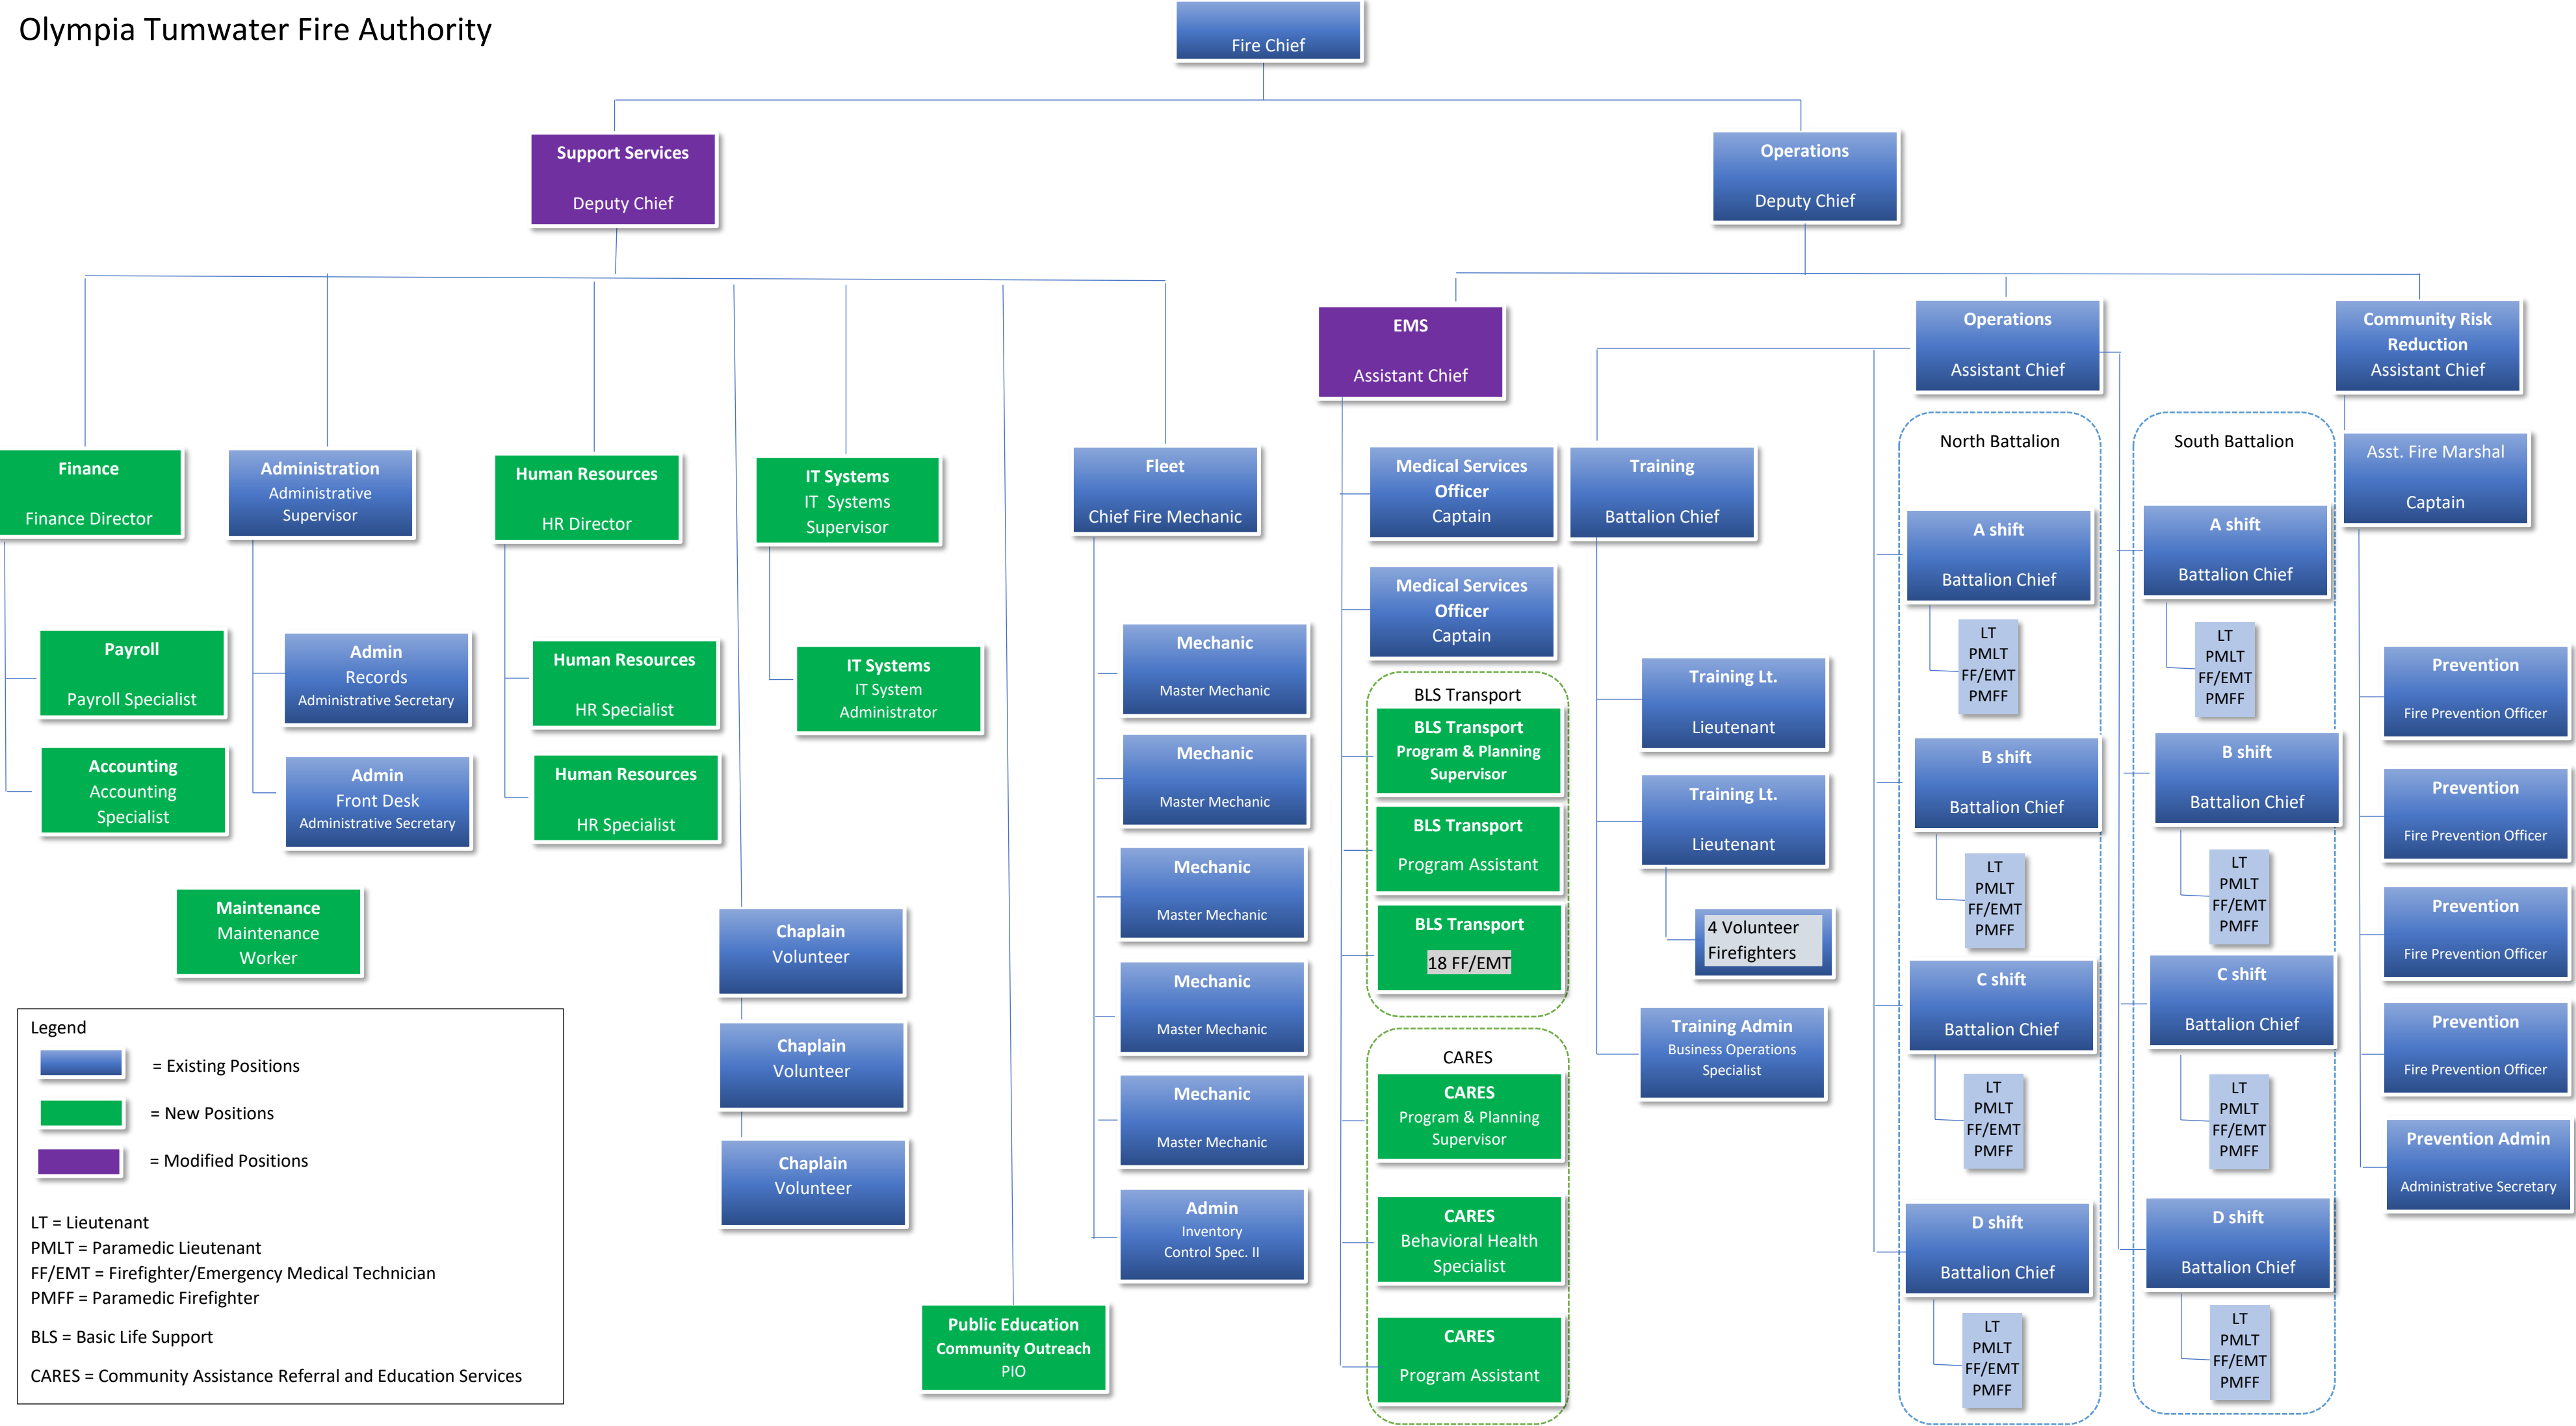 Olympia Tumwater Fire Authority
Fire Chief
Support Services
Deputy Chief
Operations
Deputy Chief
Finance
Finance Director
Payroll
Payroll Specialist
Accounting
Accounting
Specialist
Administration
Administrative
Supervisor
Admin
Records
Administrative Secretary
Admin
Front Desk
Administrative Secretary
Maintenance
Maintenance
Worker
Human Resources
HR Director
Human Resources
HR Specialist
Human Resources
HR Specialist
Chaplain
Volunteer
Chaplain
Volunteer
Chaplain
Volunteer
IT Systems
IT Systems
Supervisor
IT Systems
IT System
Administrator
Public Education
Community Outreach
PIO
Fleet
Chief Fire Mechanic
Mechanic
Master Mechanic
Mechanic
Master Mechanic
Mechanic
Master Mechanic
Mechanic
Master Mechanic
Mechanic
Master Mechanic
Admin
Inventory
Control Spec. II
EMS
Assistant Chief
Medical Services
Officer
Captain
Medical Services
Officer
Captain
BLS Transport
BLS Transport
Program & Planning
Supervisor
BLS Transport
Program Assistant
BLS Transport
18 FF/EMT
CARES
CARES
Program & Planning
Supervisor
CARES
Behavioral Health
Specialist
CARES
Program Assistant
Operations
Assistant Chief
Training
Battalion Chief
Training Lt.
Lieutenant
Training Lt.
Lieutenant
4 Volunteer
Firefighters
Training Admin
Business Operations
Specialist
North Battalion
A shift
Battalion Chief
LT
PMLT
FF/EMT
PMFF
B shift
Battalion Chief
LT
PMLT
FF/EMT
PMFF
C shift
Battalion Chief
LT
PMLT
FF/EMT
PMFF
D shift
Battalion Chief
LT
PMLT
FF/EMT
PMFF
South Battalion
A shift
Battalion Chief
LT
PMLT
FF/EMT
PMFF
B shift
Battalion Chief
LT
PMLT
FF/EMT
PMFF
C shift
Battalion Chief
LT
PMLT
FF/EMT
PMFF
D shift
Battalion Chief
LT
PMLT
FF/EMT
PMFF
Community Risk
Reduction
Assistant Chief
Asst. Fire Marshal
Captain
Prevention
Fire Prevention Officer
Prevention
Fire Prevention Officer
Prevention
Fire Prevention Officer
Prevention
Fire Prevention Officer
Prevention Admin
Administrative Secretary
Legend
= Existing Positions
= New Positions
= Modified Positions
LT = Lieutenant
PMLT = Paramedic Lieutenant
FF/EMT = Firefighter/Emergency Medical Technician
PMFF = Paramedic Firefighter
BLS = Basic Life Support
CARES = Community Assistance Referral and Education Services